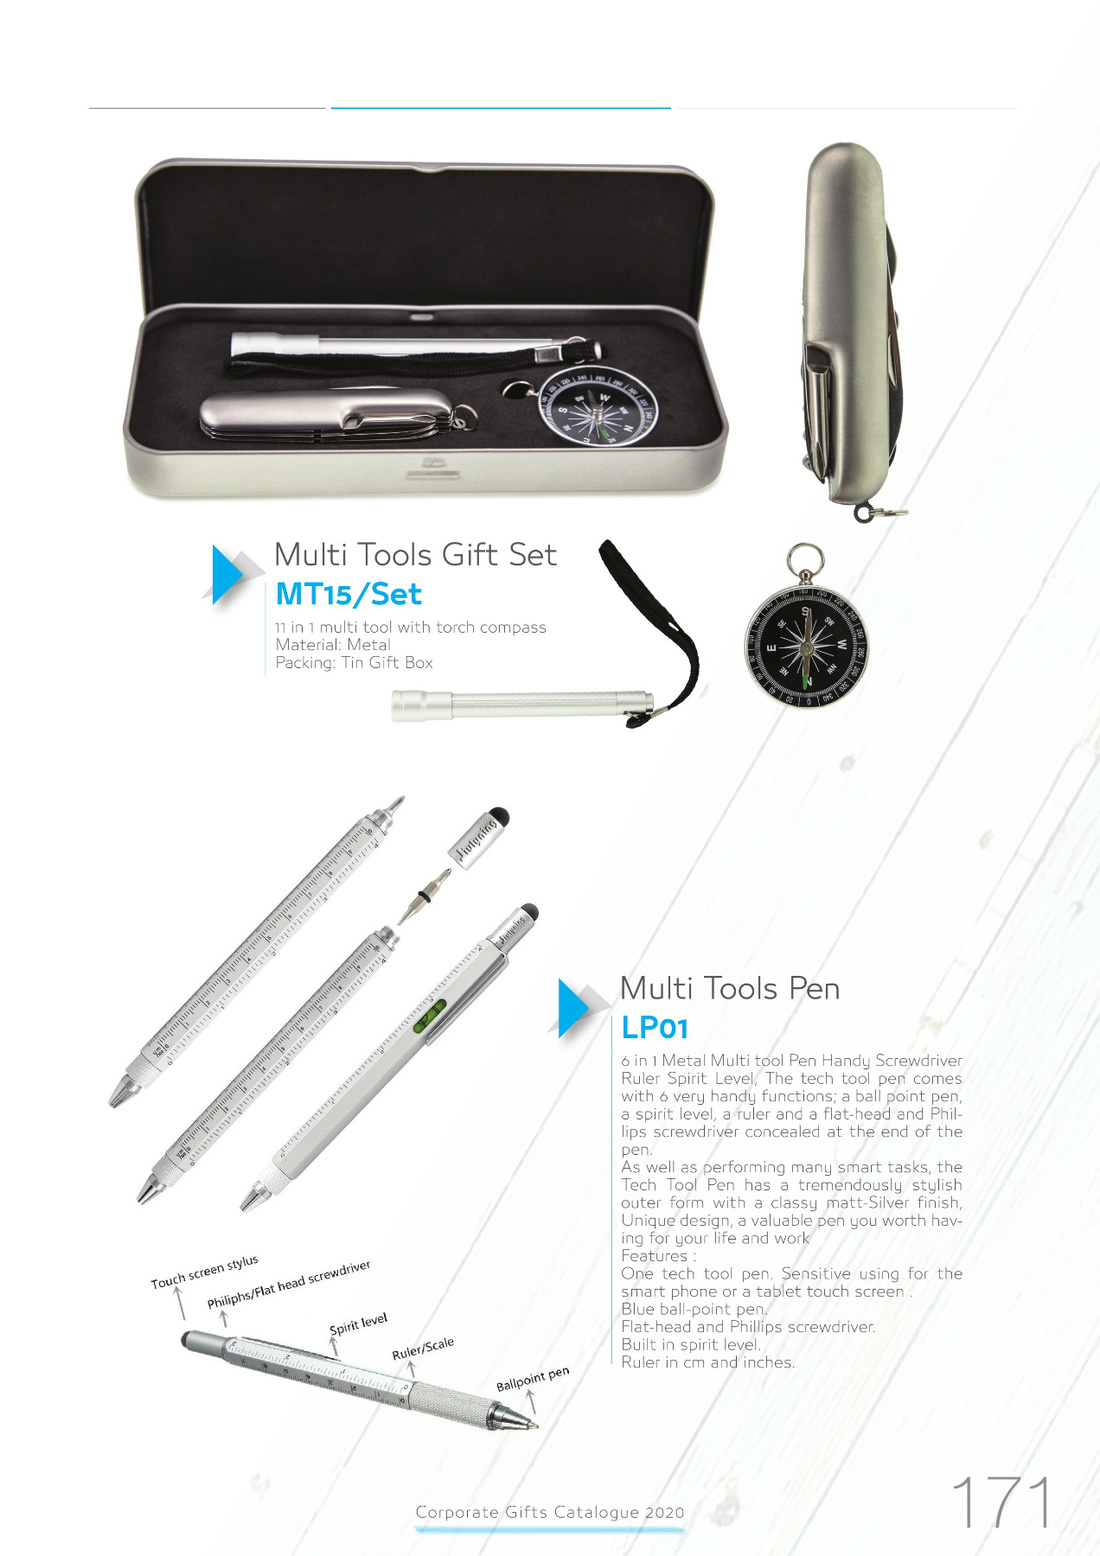 Multi Tools Gift Set
MT15/Set
11 in 1 multi tool with torch compass
Material: Metal
Packing: Tin Gift Box
Multi Tools Pen
LP01
6 in 1 Metal Multi tool Pen Handy Screwdriver
Ruler Spirit Level, The tech tool pen comes
with 6 very handy functions; a ball point pen,
a spirit level, a ruler and a flat-head and Phil-
lips screwdriver concealed at the end of the
pen.
As well as performing many smart tasks, the
Tech Tool Pen has a tremendously stylish
outer form with a classy matt-Silver finish,
Unique design, a valuable pen you worth hav-
ing for your life and work
Features :
One tech tool pen. Sensitive using for the
smart phone or a tablet touch screen .
Blue ball-point pen.
Flat-head and Phillips screwdriver.
Built in spirit level.
Ruler in cm and inches.
Touch screen stylus
Philiphs/Flat head screwdriver
Spirit level
Ruler/Scale
Ballpoint pen
Corporate Gifts Catalogue 2020
171